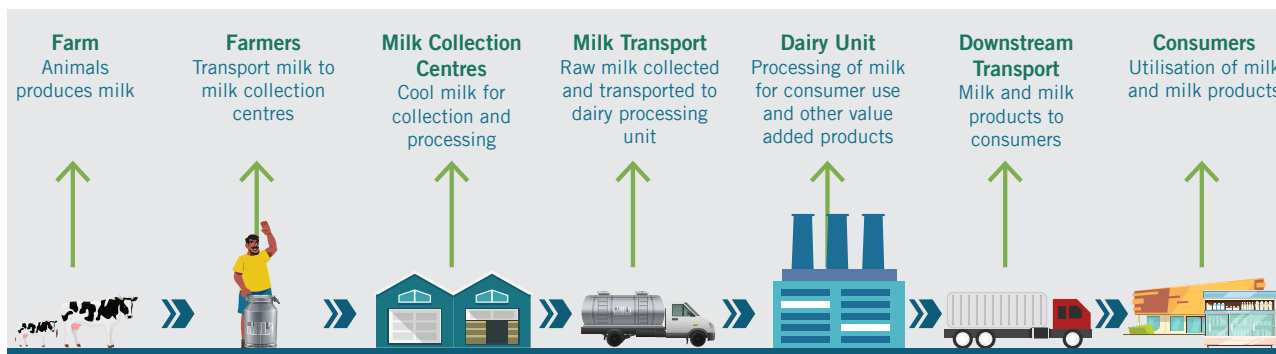 Farm
Animals
produces milk
Farmers
Transport milk to
milk collection
centres
Milk Collection
Centres
Cool milk for
collection and
processing
Milk Transport
Raw milk collected
and transported to
dairy processing
unit
Dairy Unit
Processing of milk
for consumer use
and other value
added products
Downstream
Transport
Milk and milk
products to
consumers
Consumers
Utilisation of milk
and milk products